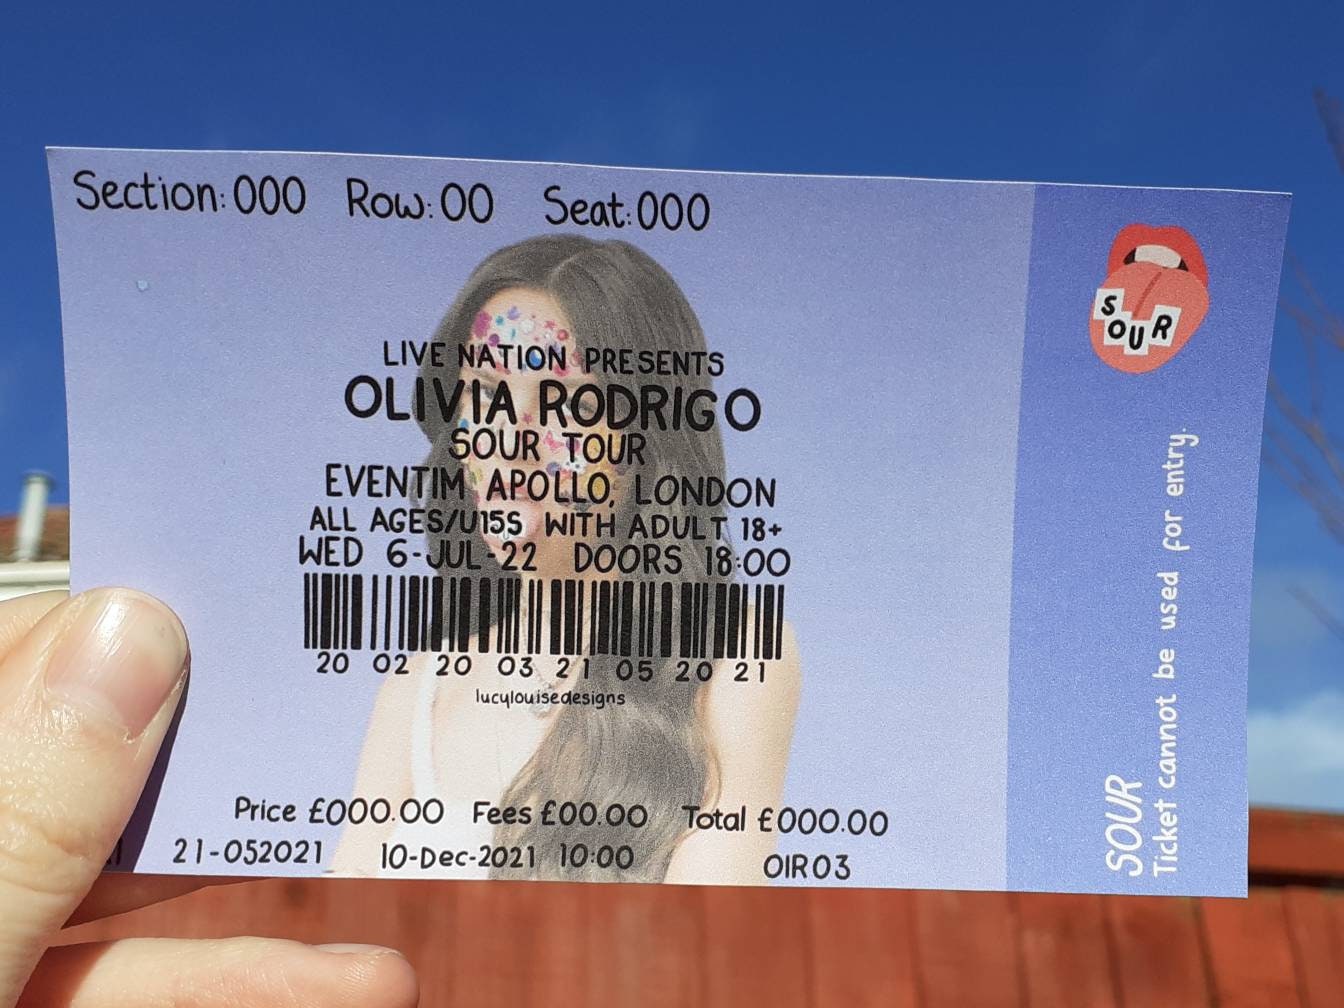 Section: 000 Row: 00 Seat: 000
LIVE NATION PRESENTS
OLIVIA RODRIGO
SOUR TOUR
EVENTIM APOLLO, LONDON
ALL AGES/U15S WITH ADULT 18+
WED 6-JUL-22 DOORS 18:00
20 02 20 03 21 05 20 21
lucylouisedesigns
Price £000.00 Fees £00.00 Total £000.00
21-052021 10-Dec-2021 10:00 OIR03
SOUR
SOUR
Ticket cannot be used for entry.